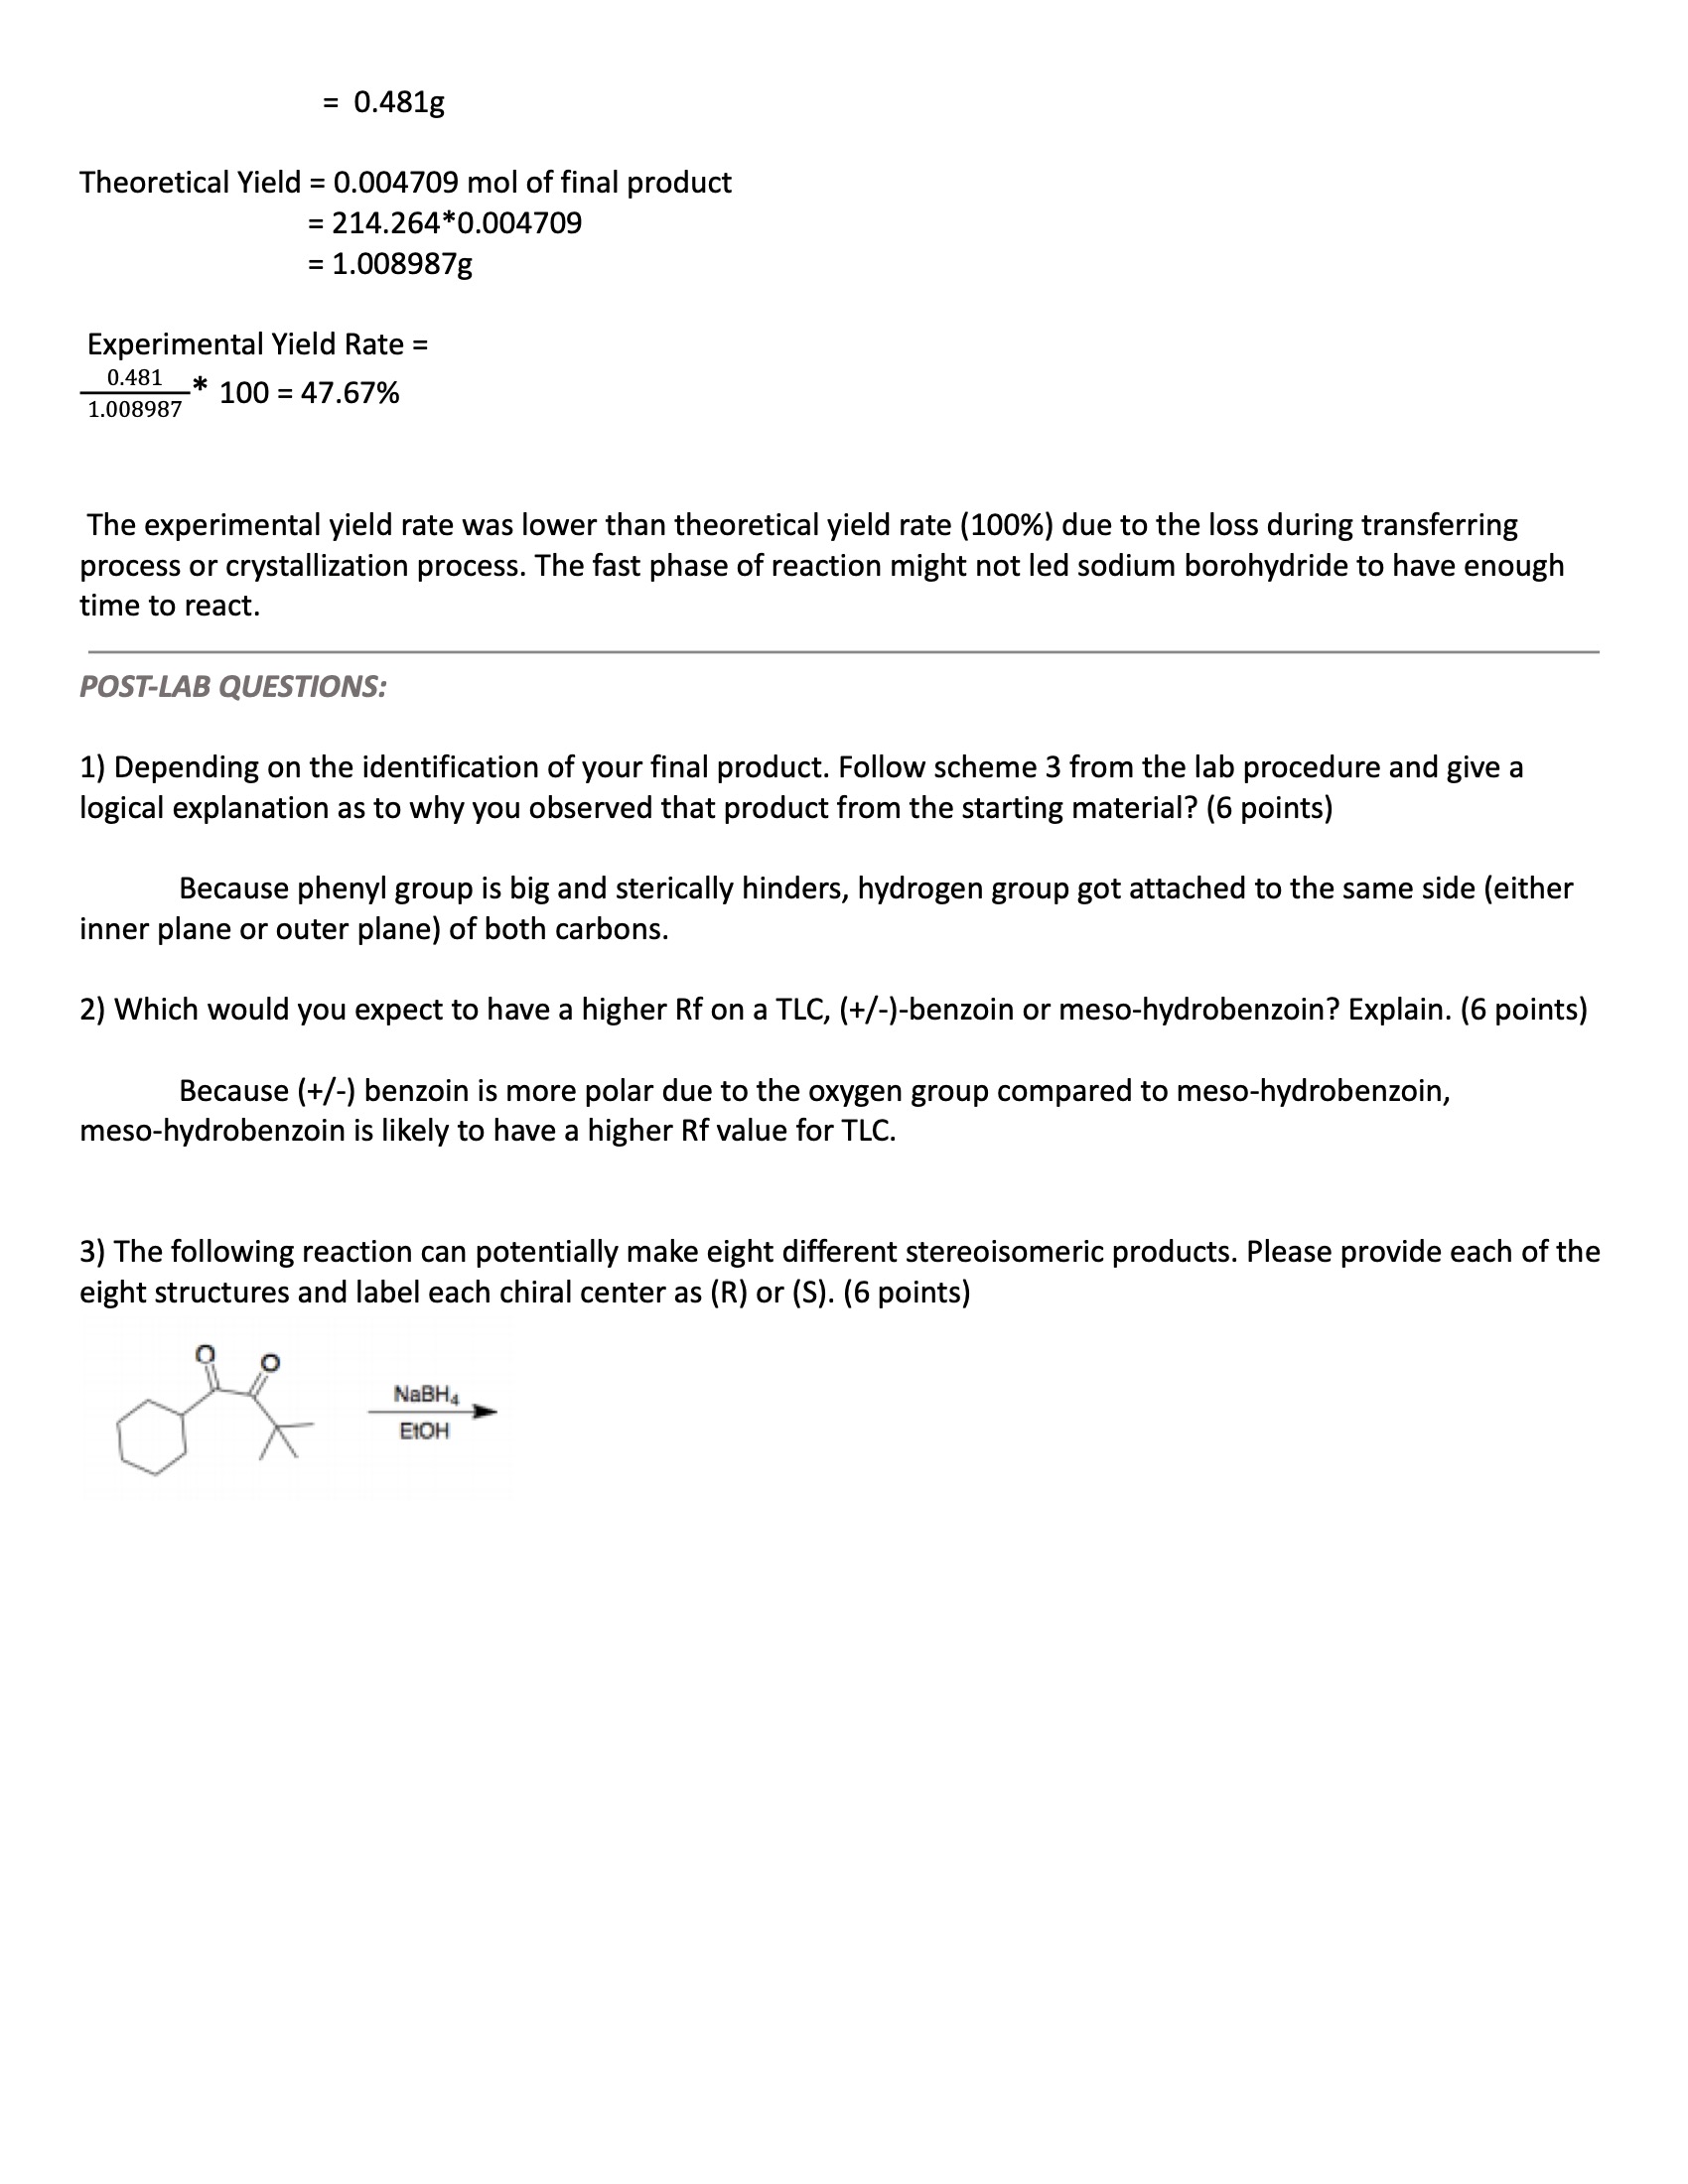 = 0.481g
Theoretical Yield = 0.004709 mol of final product
= 214.264*0.004709
= 1.008987g
Experimental Yield Rate =
0.481
1.008987
* 100 = 47.67%
The experimental yield rate was lower than theoretical yield rate (100%) due to the loss during transferring
process or crystallization process. The fast phase of reaction might not led sodium borohydride to have enough
time to react.
POST-LAB QUESTIONS:
1) Depending on the identification of your final product. Follow scheme 3 from the lab procedure and give a
logical explanation as to why you observed that product from the starting material? (6 points)
Because phenyl group is big and sterically hinders, hydrogen group got attached to the same side (either
inner plane or outer plane) of both carbons.
2) Which would you expect to have a higher Rf on a TLC, (+/-)-benzoin or meso-hydrobenzoin? Explain. (6 points)
Because (+/-) benzoin is more polar due to the oxygen group compared to meso-hydrobenzoin,
meso-hydrobenzoin is likely to have a higher Rf value for TLC.
3) The following reaction can potentially make eight different stereoisomeric products. Please provide each of the
eight structures and label each chiral center as (R) or (S). (6 points)
O O
NaBH4
EtOH